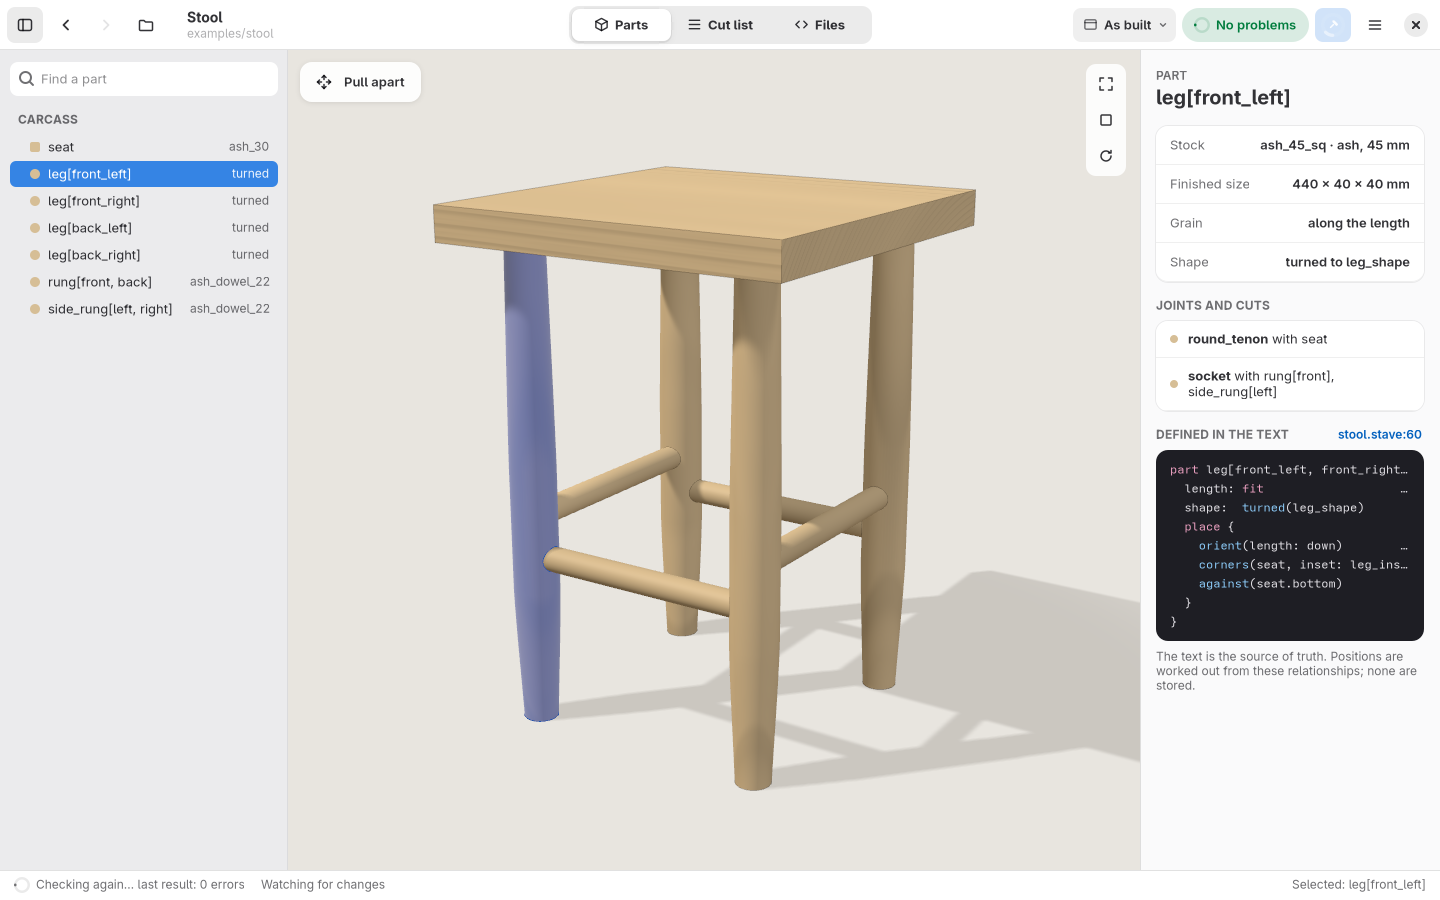 Stool
examples/stool
Parts
Cut list
Files
As built
No problems
Find a part
Pull apart
CARCASS
seat ash_30
leg[front_left] turned
leg[front_right] turned
leg[back_left] turned
leg[back_right] turned
rung[front, back] ash_dowel_22
side_rung[left, right] ash_dowel_22
PART
leg[front_left]
Stock ash_45_sq · ash, 45 mm
Finished size 440 × 40 × 40 mm
Grain along the length
Shape turned to leg_shape
JOINTS AND CUTS
round_tenon with seat
socket with rung[front],
side_rung[left]
DEFINED IN THE TEXT stool.stave:60
part leg[front_left, front_right…
length: fit …
shape: turned(leg_shape)
place {
orient(length: down) …
corners(seat, inset: leg_ins…
against(seat.bottom)
}
}
The text is the source of truth. Positions are
worked out from these relationships; none are
stored.
Checking again... last result: 0 errors Watching for changes
Selected: leg[front_left]